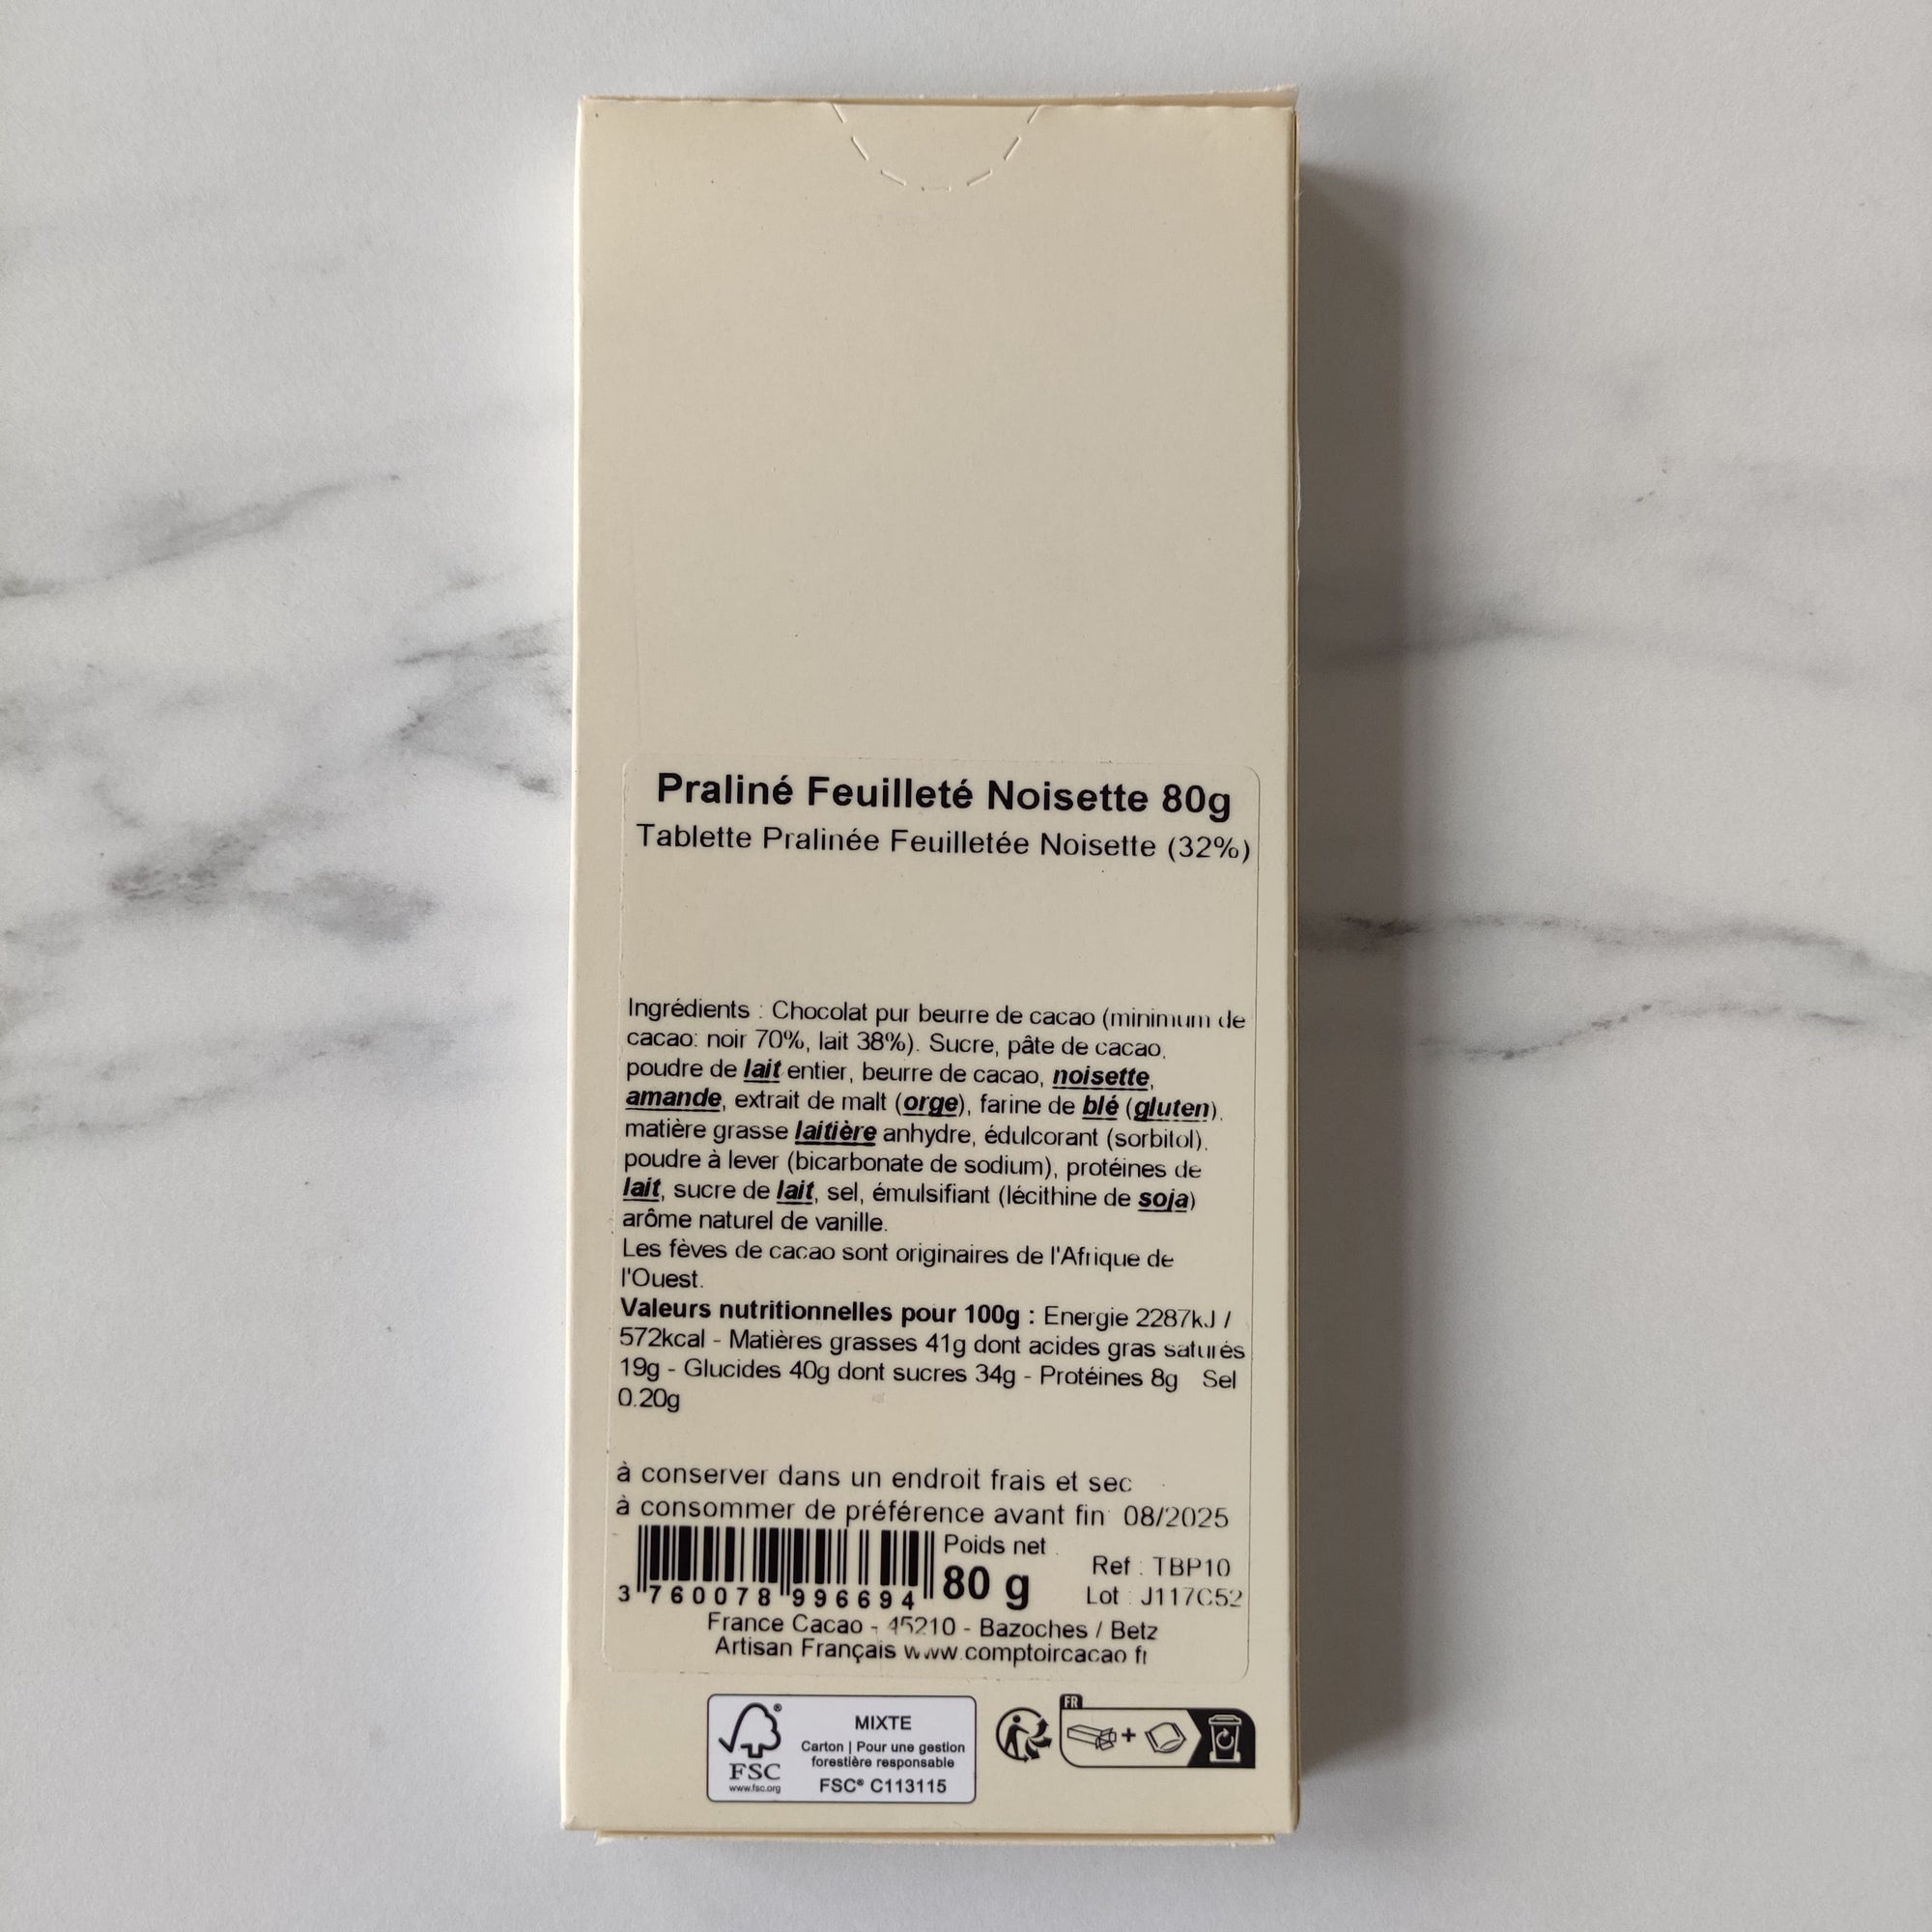 Praliné Feuilleté Noisette 80g
Tablette Pralinée Feuilletée Noisette (32%)
Ingrédients : Chocolat pur beurre de cacao (minimum de
cacao: noir 70%, lait 38%). Sucre, pâte de cacao,
poudre de lait entier, beurre de cacao, noisette,
amande, extrait de malt (orge), farine de blé (gluten),
matière grasse laitière anhydre, édulcorant (sorbitol),
poudre à lever (bicarbonate de sodium), protéines de
lait, sucre de lait, sel, émulsifiant (lécithine de soja)
arôme naturel de vanille.
Les fèves de cacao sont originaires de l'Afrique de
l'Ouest.
Valeurs nutritionnelles pour 100g : Energie 2287kJ /
572kcal - Matières grasses 41g dont acides gras saturés
19g - Glucides 40g dont sucres 34g - Protéines 8g Sel
0.20g
à conserver dans un endroit frais et sec
à consommer de préférence avant fin 08/2025
Poids net
80 g
Ref : TBP10
Lot : J117C52
3 760078 996694
France Cacao - 45210 - Bazoches / Betz
Artisan Français www.comptoircacao.fr
FSC
www.fsc.org
MIXTE
Carton | Pour une gestion
forestière responsable
FSC® C113115
FR
+